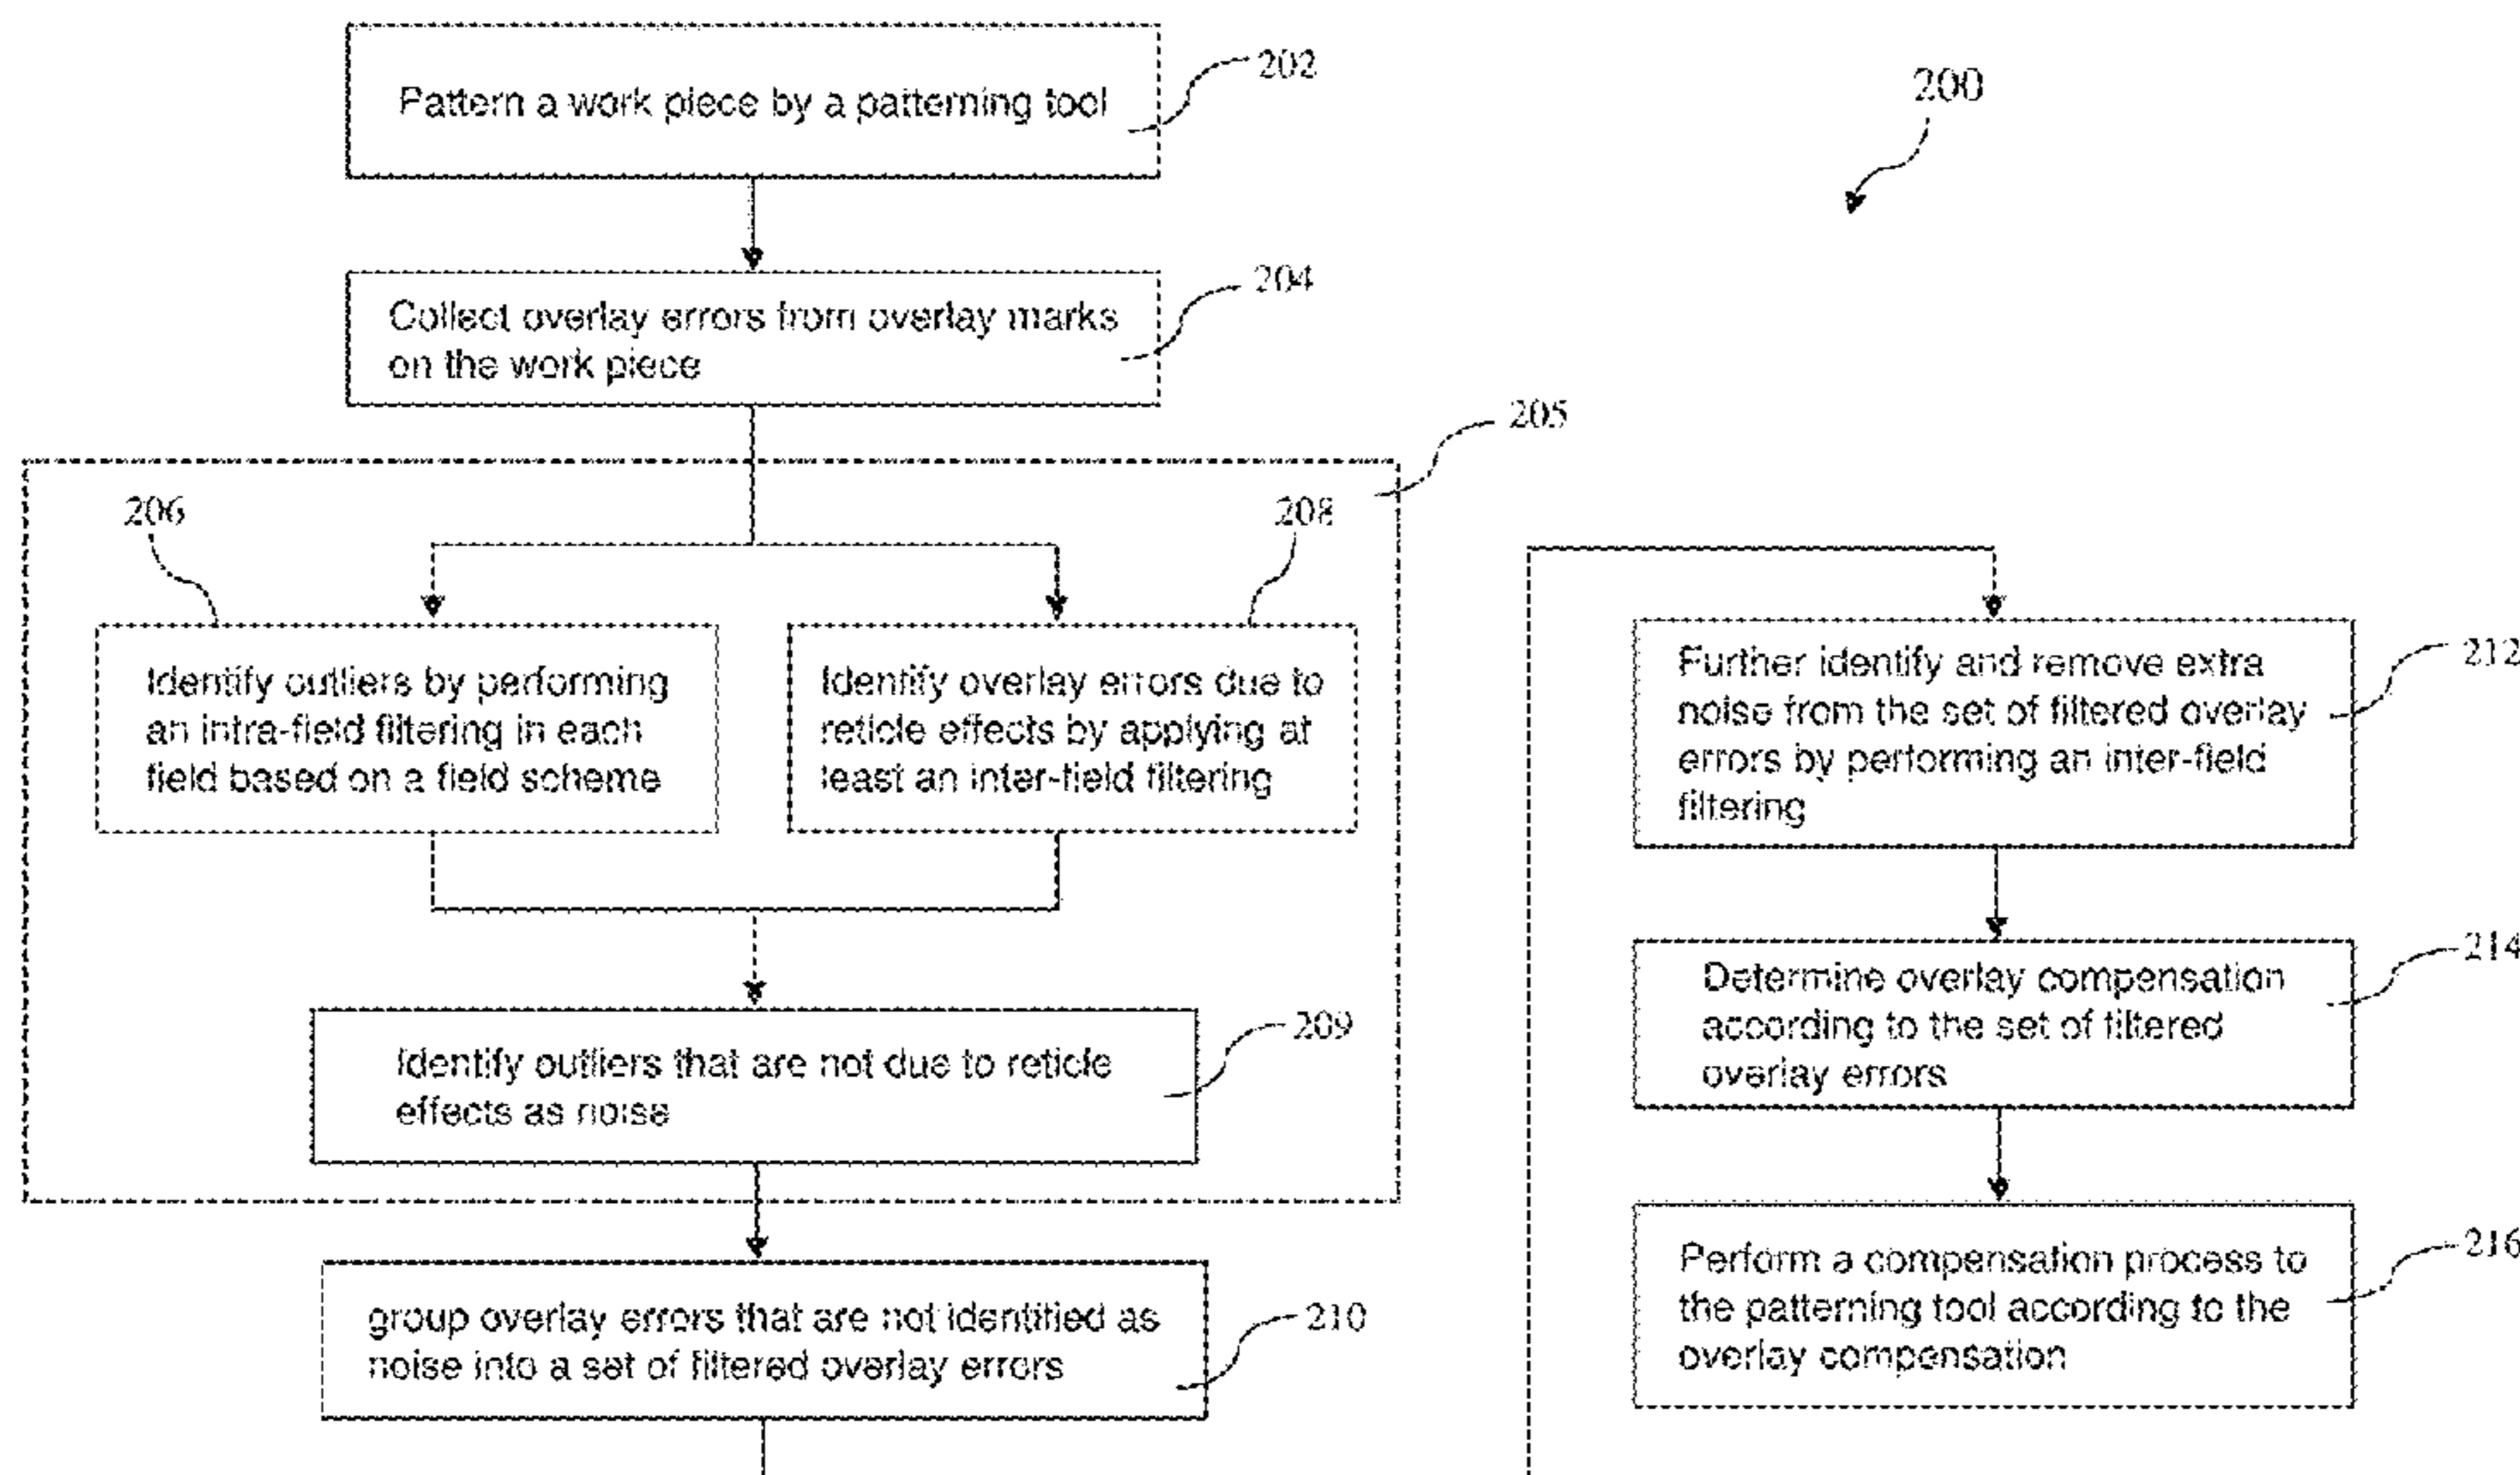 202
Pattern a work piece by a patterning tool
200
204
Collect overlay errors from overlay marks
on the work piece
205
206
208
Identify outliers by performing
an intra-field filtering in each
field based on a field scheme
Identify overlay errors due to
reticle effects by applying at
least an inter-field filtering
209
Identify outliers that are not due to reticle
effects as noise
210
group overlay errors that are not identified as
noise into a set of filtered overlay errors
212
Further identify and remove extra
noise from the set of filtered overlay
errors by performing an inter-field
filtering
214
Determine overlay compensation
according to the set of filtered
overlay errors
216
Perform a compensation process to
the patterning tool according to the
overlay compensation